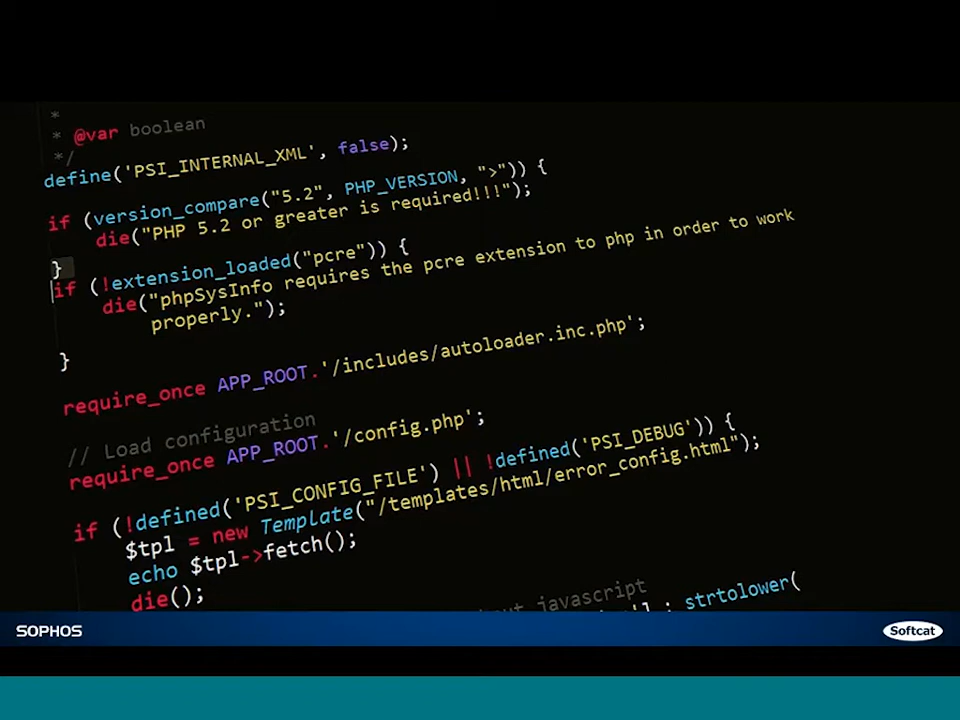 *
* @var boolean
*/
define('PSI_INTERNAL_XML', false);
if (version_compare("5.2", PHP_VERSION, ">")) {
die("PHP 5.2 or greater is required!!!");
}
if (!extension_loaded("pcre")) {
die("phpSysInfo requires the pcre extension to php in order to work
properly.");
}
require_once APP_ROOT.'/includes/autoloader.inc.php';
// Load configuration
require_once APP_ROOT.'/config.php';
if (!defined('PSI_CONFIG_FILE') || !defined('PSI_DEBUG')) {
$tpl = new Template("/templates/html/error_config.html");
echo $tpl->fetch();
die();
javascript
: strtolower(
SOPHOS
Softcat